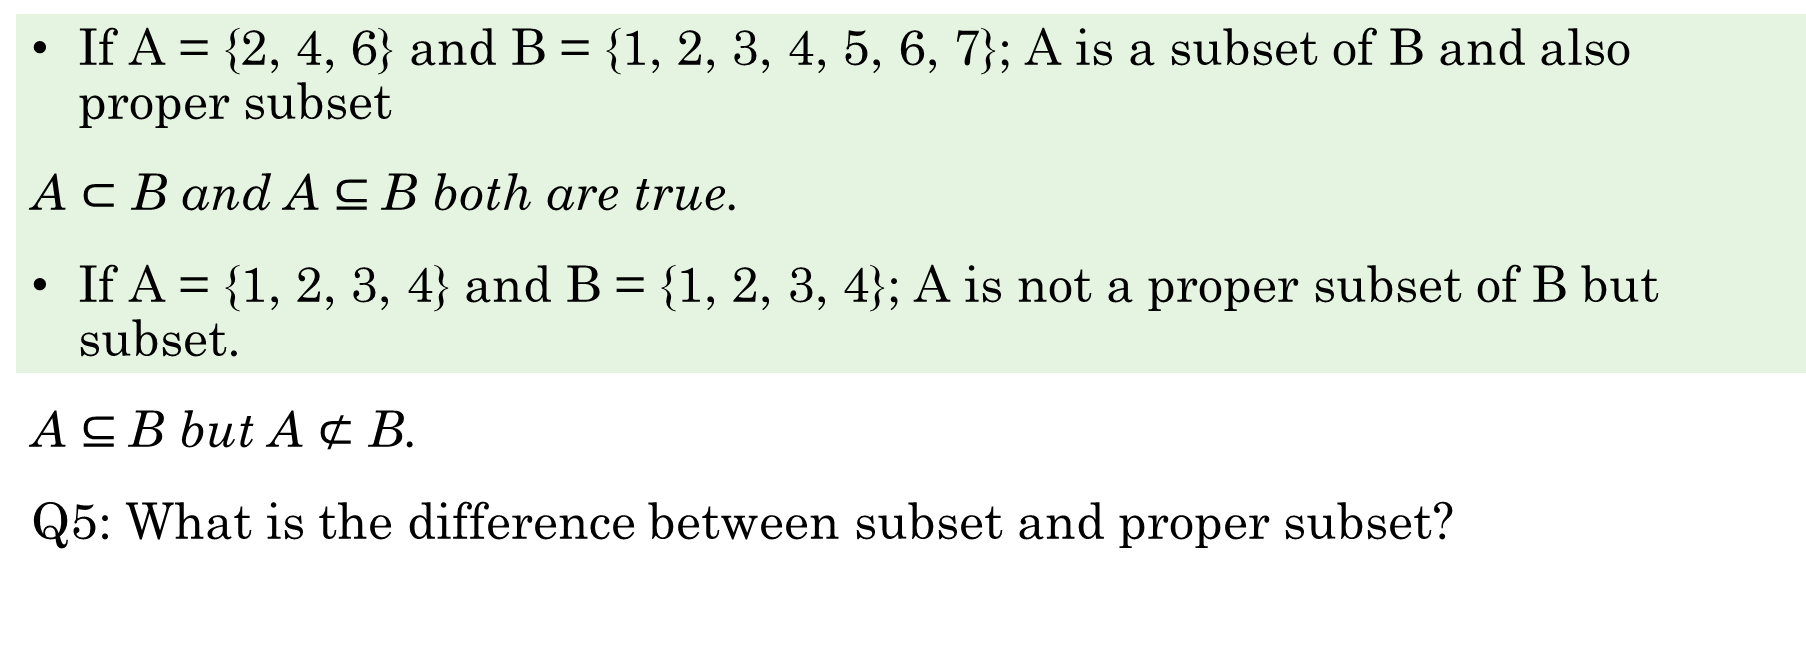 • If A = {2, 4, 6} and B = {1, 2, 3, 4, 5, 6, 7}; A is a subset of B and also
proper subset
A ⊂ B and A ⊆ B both are true.
• If A = {1, 2, 3, 4} and B = {1, 2, 3, 4}; A is not a proper subset of B but
subset.
A ⊆ B but A ⊄ B.
Q5: What is the difference between subset and proper subset?